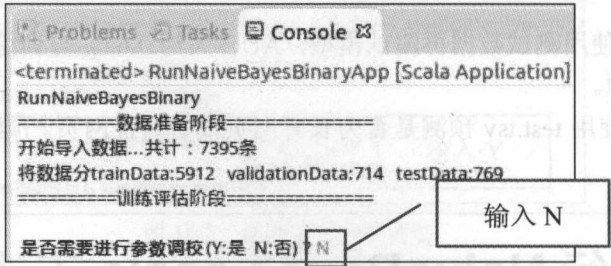 Problems Tasks Console
<terminated> RunNaiveBayesBinaryApp [Scala Application]
RunNaiveBayesBinary
==========数据准备阶段===============
开始导入数据...共计：7395条
将数据分trainData:5912 validationData:714 testData:769
==========训练评估阶段===============
是否需要进行参数调校(Y:是 N:否)？N
输入 N